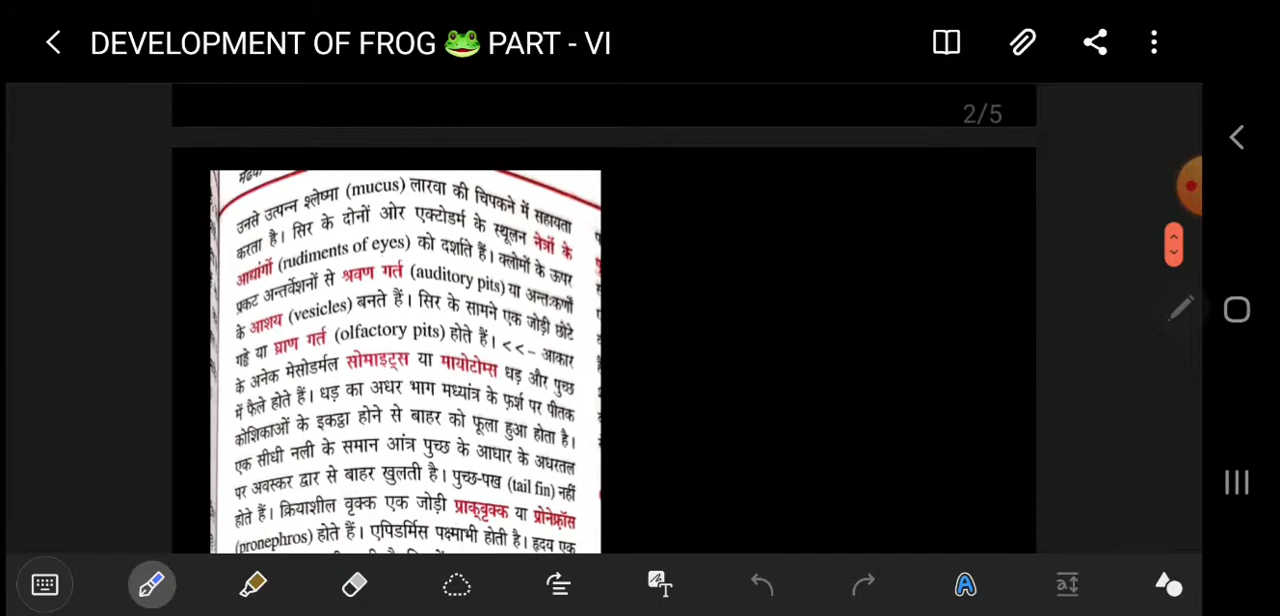 DEVELOPMENT OF FROG 🐸 PART - VI
2/5
उनसे उत्पन्न श्लेष्मा (mucus) लारवा की चिपकने में सहायता
करता है। सिर के दोनों ओर एक्टोडर्म के स्थूलन नेत्रों के
आद्यांगों (rudiments of eyes) को दर्शाते हैं। क्लोमों के ऊपर
प्रकट अन्तर्वेशनों से श्रवण गर्त (auditory pits) या अन्तःकर्णों
के आशय (vesicles) बनते हैं। सिर के सामने एक जोड़ी छोटे
गड्ढे या घ्राण गर्त (olfactory pits) होते हैं। <<- आकार
के अनेक मेसोडर्मल सोमाइट्स या मायोटोम्स धड़ और पुच्छ
में फैले होते हैं। धड़ का अधर भाग मध्यांत्र के फ़र्श पर पीतक
कोशिकाओं के इकट्ठा होने से बाहर को फूला हुआ होता है।
एक सीधी नली के समान आंत्र पुच्छ के आधार के अधरतल
पर अवस्कर द्वार से बाहर खुलती है। पुच्छ-पख (tail fin) नहीं
होते हैं। क्रियाशील वृक्क एक जोड़ी प्राक्वृक्क या प्रोनेफ्रॉस
(pronephros) होते हैं। एपिडर्मिस पक्ष्माभी होती है। हृदय एक